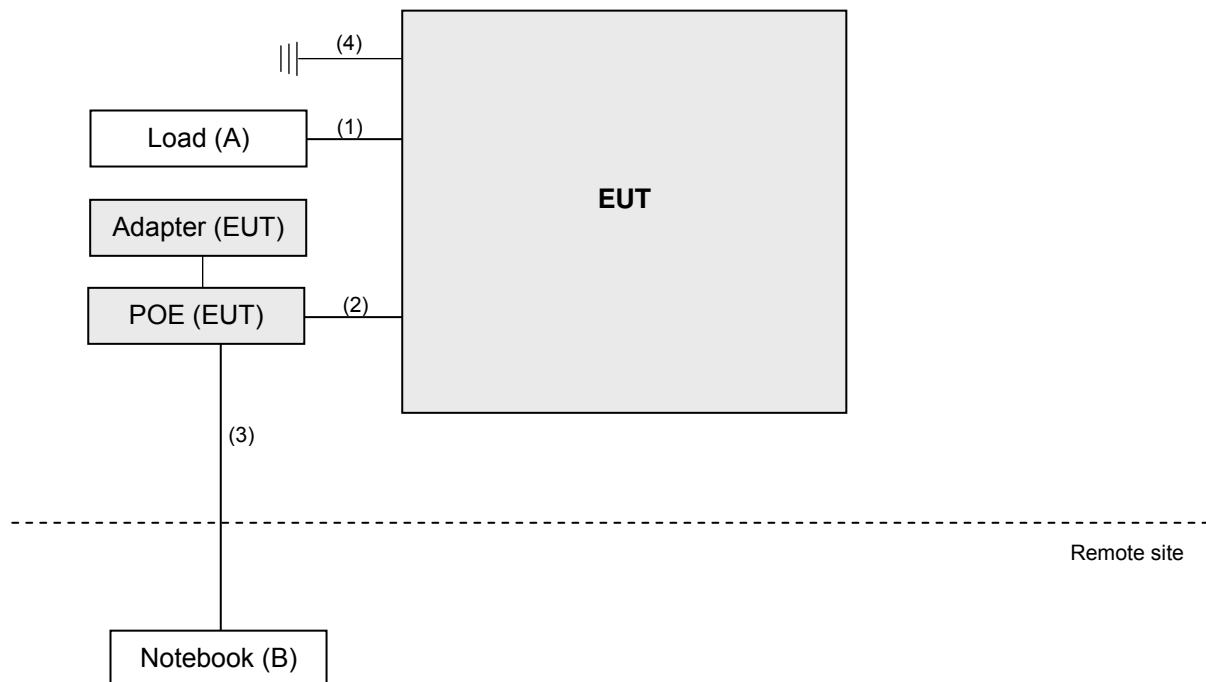 (4)
Load (A)
(1)
EUT
Adapter (EUT)
POE (EUT)
(2)
(3)
Remote site
Notebook (B)